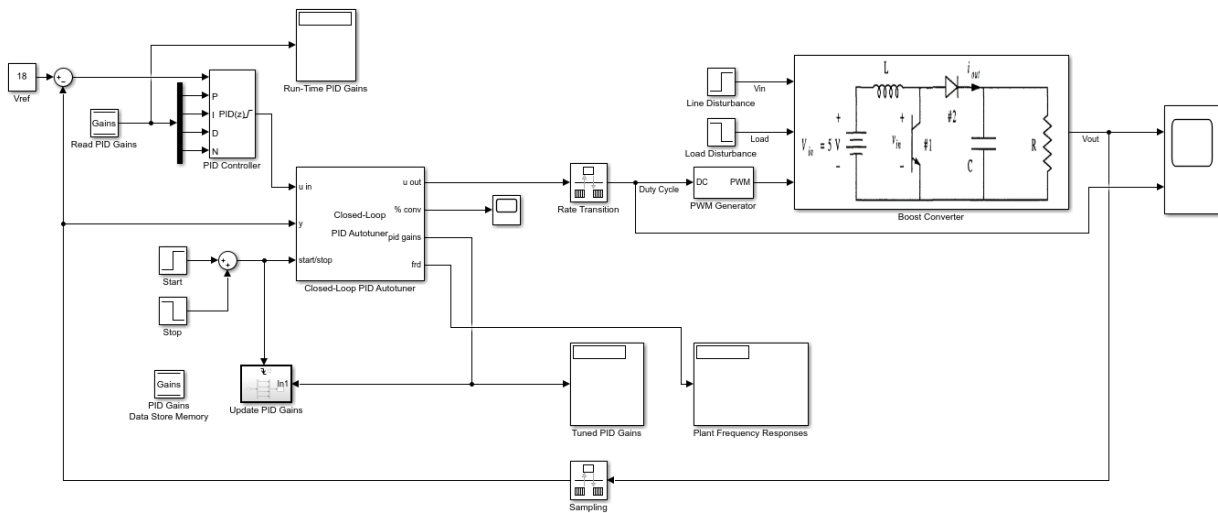 Run-Time PID Gains
18
Vref
+
−
Gains
Read PID Gains
P
I
D
N
PID(z)
PID Controller
Line Disturbance
Vin
Load Disturbance
Load
L
i out
#2
+
V in = 5 V
−
+
v in
−
#1
C
R
Boost Converter
Vout
u in
y
start/stop
Closed-Loop
PID Autotuner
u out
% conv
pid gains
frd
Closed-Loop PID Autotuner
Rate Transition
Duty Cycle
DC
PWM
PWM Generator
Start
+
+
Stop
Gains
PID Gains
Data Store Memory
In1
Update PID Gains
Tuned PID Gains
Plant Frequency Responses
Sampling